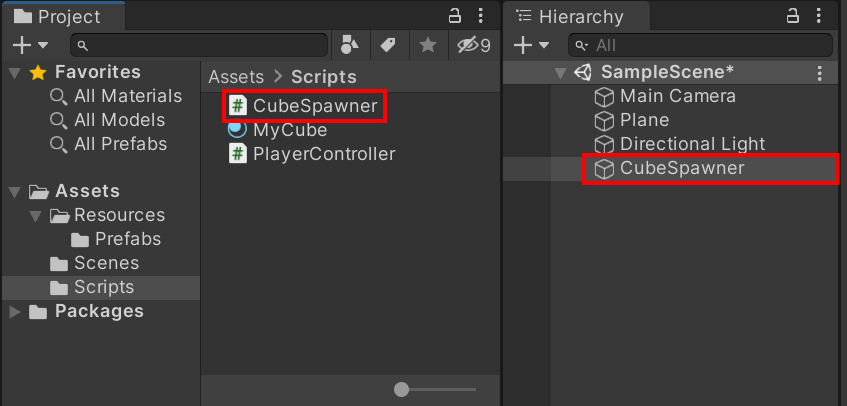 Project
9
Favorites
All Materials
All Models
All Prefabs
Assets
Resources
Prefabs
Scenes
Scripts
Packages
Assets > Scripts
# CubeSpawner
MyCube
# PlayerController
Hierarchy
All
SampleScene*
Main Camera
Plane
Directional Light
CubeSpawner